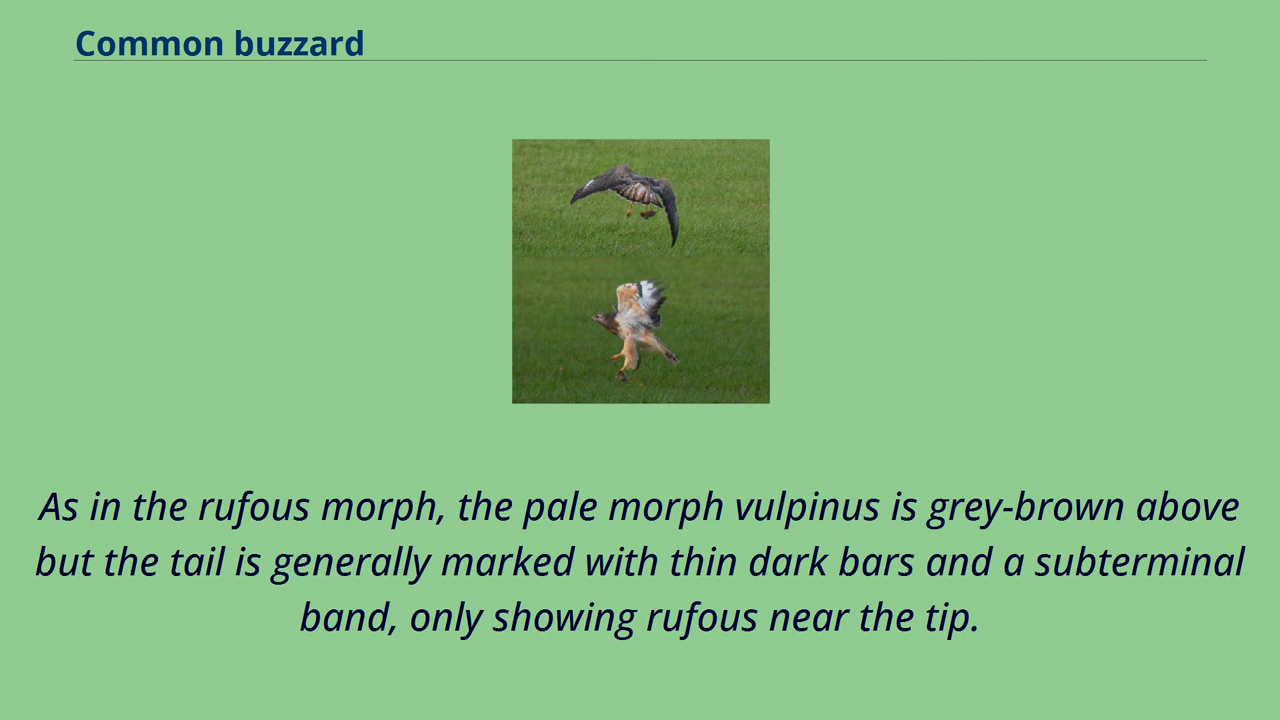 Common buzzard
As in the rufous morph, the pale morph vulpinus is grey-brown above
but the tail is generally marked with thin dark bars and a subterminal
band, only showing rufous near the tip.